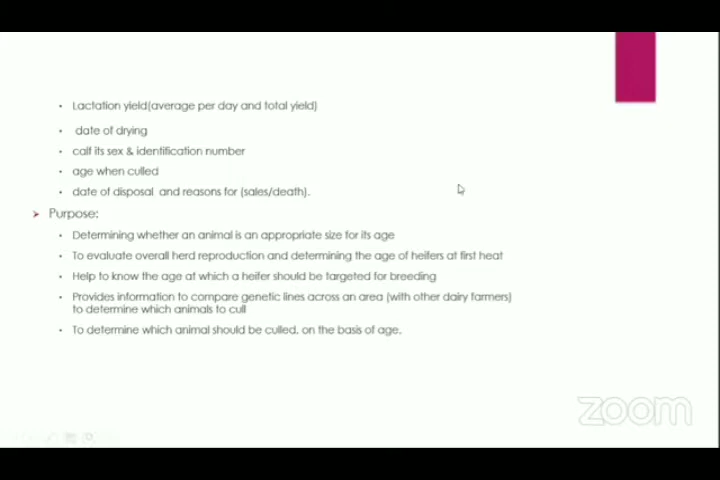 • Lactation yield(average per day and total yield)
• date of drying
• calf its sex & identification number
• age when culled
• date of disposal and reasons for (sales/death).
➤ Purpose:
• Determining whether an animal is an appropriate size for its age
• To evaluate overall herd reproduction and determining the age of heifers at first heat
• Help to know the age at which a heifer should be targeted for breeding
• Provides information to compare genetic lines across an area (with other dairy farmers)
to determine which animals to cull
• To determine which animal should be culled, on the basis of age.
zoom